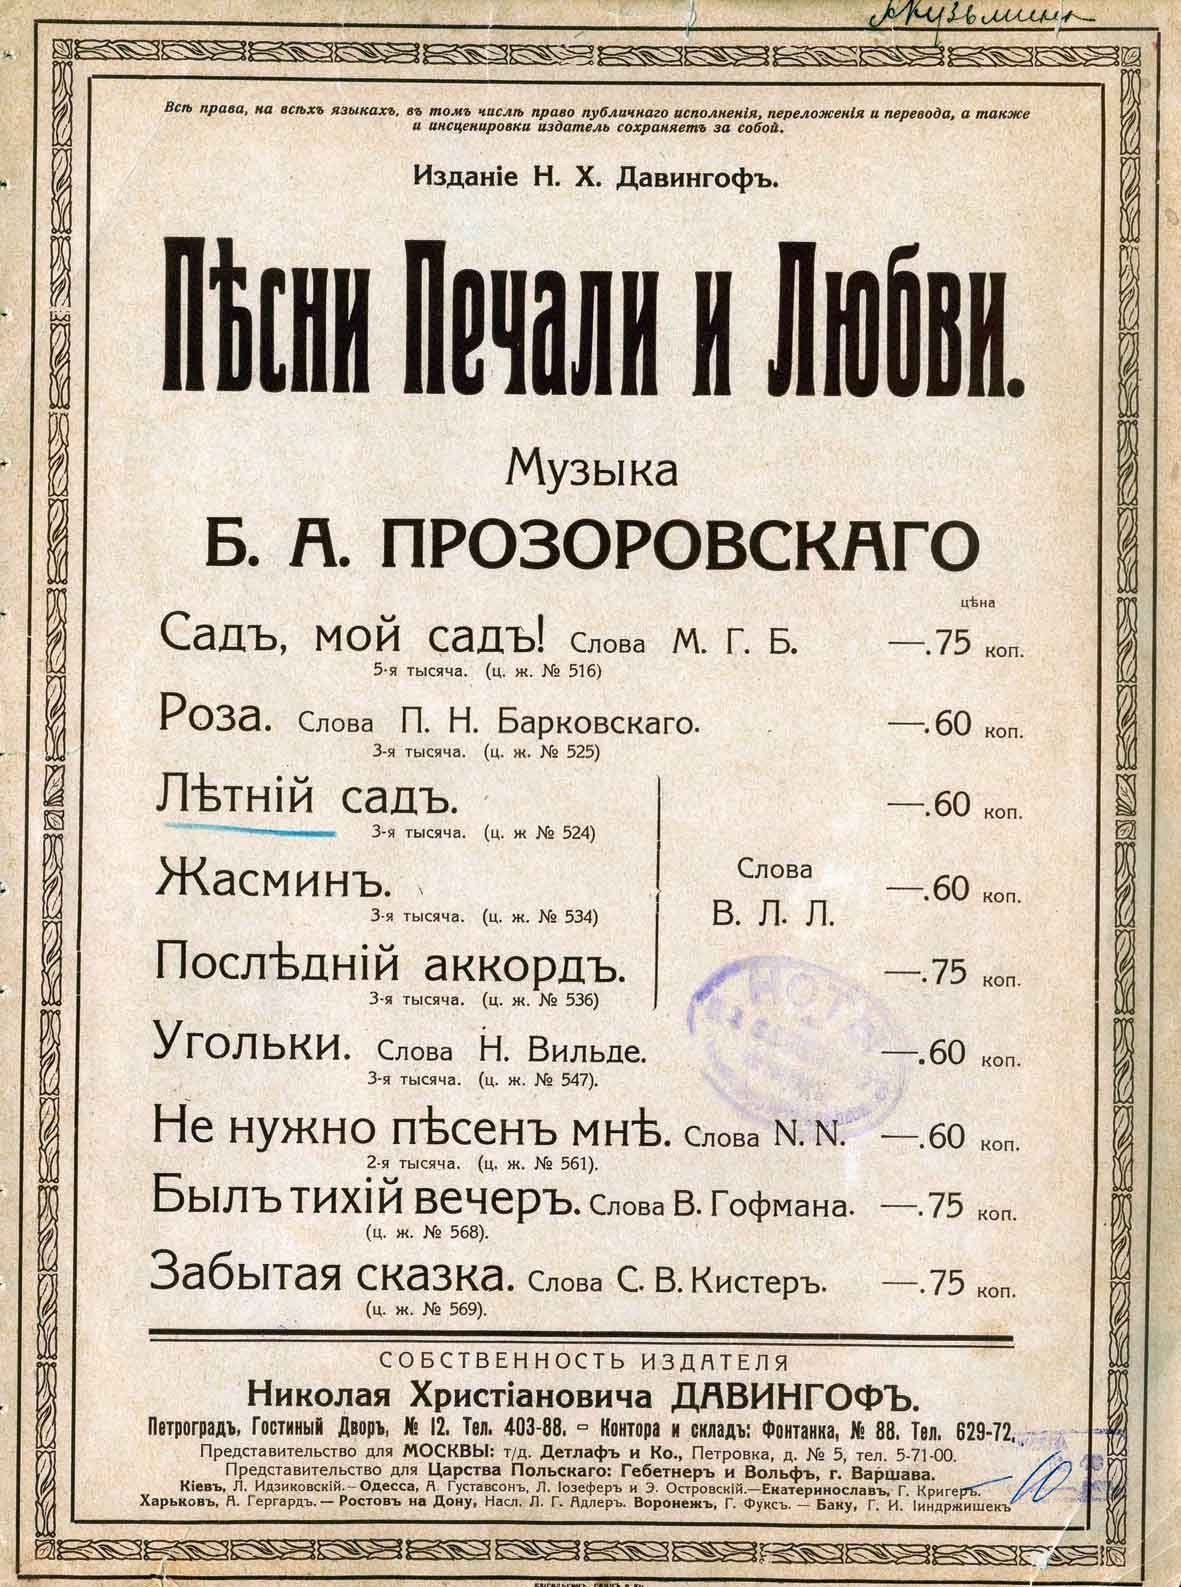 Кузьмина
Всѣ права, на всѣхъ языкахъ, въ томъ числѣ право публичнаго исполненія, переложенія и перевода, а также
и инсценировки издатель сохраняетъ за собой.
Изданіе Н. Х. Давингофъ.
Пѣсни Печали и Любви.
Музыка
Б. А. ПРОЗОРОВСКАГО
цѣна
Садъ, мой садъ! Слова М. Г. Б. —.75 коп.
5-я тысяча. (ц. ж. № 516)
Роза. Слова П. Н. Барковскаго. —.60 коп.
3-я тысяча. (ц. ж. № 525)
Лѣтній садъ. —.60 коп.
3-я тысяча. (ц. ж № 524)
Жасминъ. —.60 коп.
3-я тысяча. (ц. ж. № 534)
Слова
В. Л. Л.
Послѣдній аккордъ. —.75 коп.
3-я тысяча. (ц. ж. № 536)
НОТЫ
Угольки. Слова Н. Вильде. —.60 коп.
3-я тысяча. (ц. ж. № 547).
Не нужно пѣсенъ мнѣ. Слова N. N. —.60 коп.
2-я тысяча. (ц. ж. № 561).
Былъ тихій вечеръ. Слова В. Гофмана. —.75 коп.
(ц. ж. № 568).
Забытая сказка. Слова С. В. Кистеръ. —.75 коп.
(ц. ж. № 569).
СОБСТВЕННОСТЬ ИЗДАТЕЛЯ
Николая Христіановича ДАВИНГОФЪ.
Петроградъ, Гостиный Дворъ, № 12. Тел. 403-88. – Контора и складъ: Фонтанка, № 88. Тел. 629-72.
Представительство для МОСКВЫ: т/д. Детлафъ и Ко., Петровка, д. № 5, тел. 5-71-00.
Представительство для Царства Польскаго: Гебетнеръ и Вольфъ, г. Варшава.
Кіевъ, Л. Идзиковскій.— Одесса, А. Густавсонъ, Л. Іозеферъ и Э. Островскій.—Екатеринославъ, Г. Кригеръ.
Харьковъ, А. Гергардъ.— Ростовъ на Дону, Насл. Л. Г. Адлеръ. Воронежъ, Г. Фуксъ. — Баку, Г. И. Іиндржишекъ
10